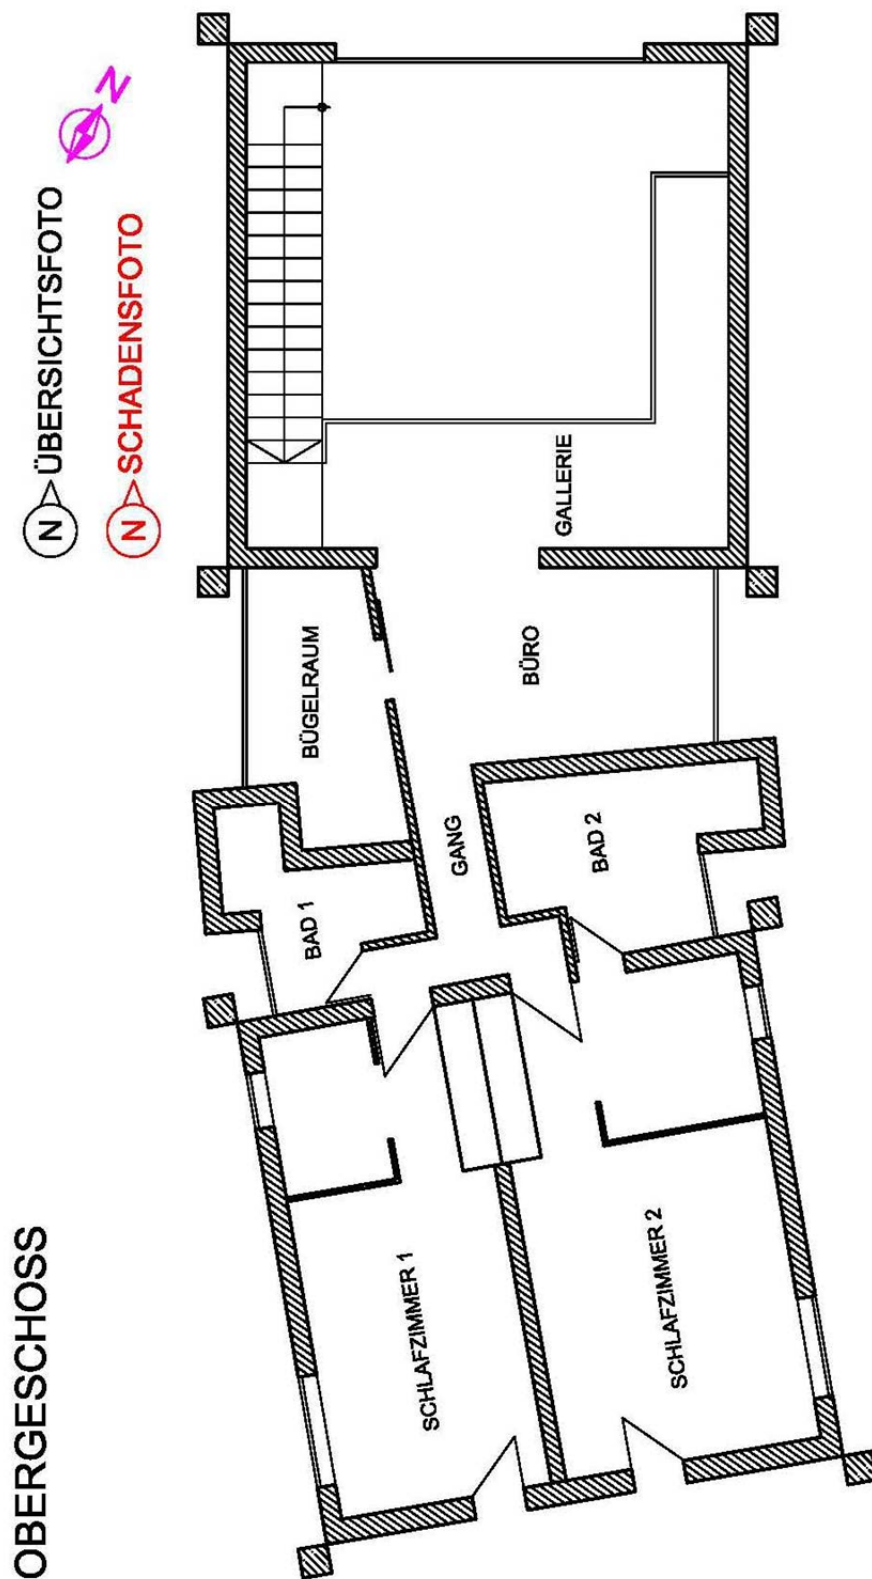 OBERGESCHOSS
N ÜBERSICHTSFOTO
N SCHADENSFOTO
N
SCHLAFZIMMER 1
BAD 1
BÜGELRAUM
GANG
SCHLAFZIMMER 2
BAD 2
BÜRO
GALLERIE